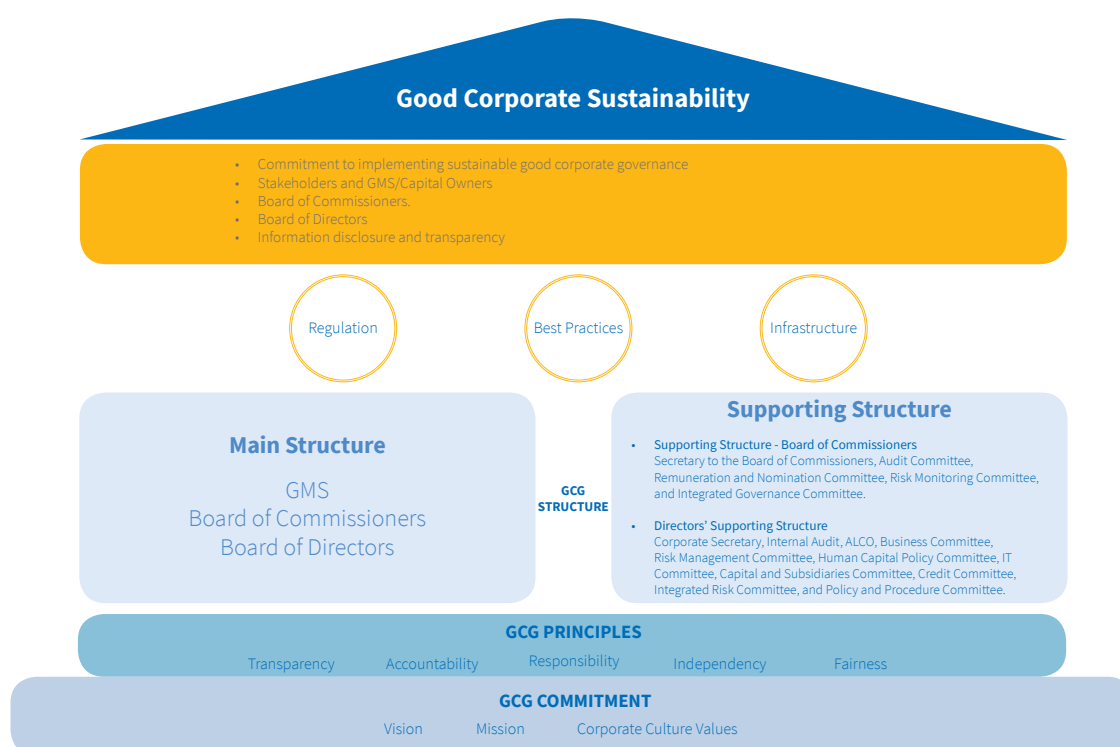 Good Corporate Sustainability
• Commitment to implementing sustainable good corporate governance
• Stakeholders and GMS/Capital Owners
• Board of Commissioners.
• Board of Directors
• Information disclosure and transparency
Regulation
Best Practices
Infrastructure
Main Structure
GMS
Board of Commissioners
Board of Directors
GCG
STRUCTURE
Supporting Structure
• Supporting Structure - Board of Commissioners
Secretary to the Board of Commissioners, Audit Committee,
Remuneration and Nomination Committee, Risk Monitoring Committee,
and Integrated Governance Committee.
• Directors’ Supporting Structure
Corporate Secretary, Internal Audit, ALCO, Business Committee,
Risk Management Committee, Human Capital Policy Committee, IT
Committee, Capital and Subsidiaries Committee, Credit Committee,
Integrated Risk Committee, and Policy and Procedure Committee.
GCG PRINCIPLES
Transparency Accountability Responsibility Independency Fairness
GCG COMMITMENT
Vision Mission Corporate Culture Values